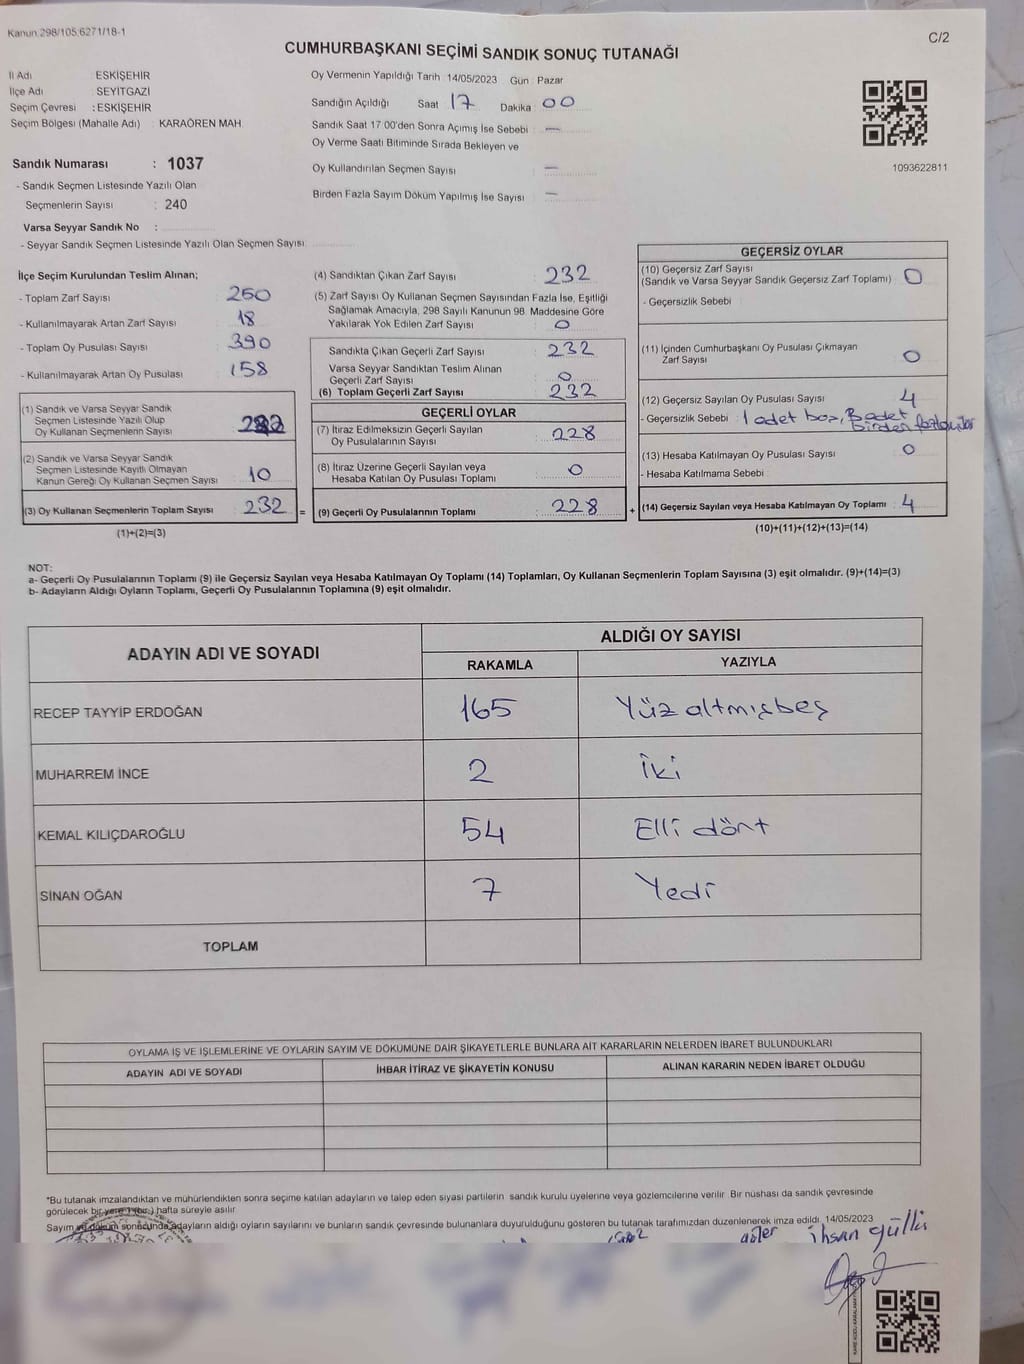 Kanun.298/105,6271/18-1
C/2
CUMHURBAŞKANI SEÇİMİ SANDIK SONUÇ TUTANAĞI
İl Adı : ESKİŞEHİR
İlçe Adı : SEYİTGAZİ
Seçim Çevresi : ESKİŞEHİR
Seçim Bölgesi (Mahalle Adı) : KARAÖREN MAH.
Oy Vermenin Yapıldığı Tarih 14/05/2023 Gün : Pazar
Sandığın Açıldığı Saat 17 Dakika 00
Sandık Saat 17 00'den Sonra Açımış İse Sebebi : —
Oy Verme Saati Bitiminde Sırada Bekleyen ve
Oy Kullandırılan Seçmen Sayısı : —
Birden Fazla Sayım Döküm Yapılmış İse Sayısı : —
1093622811
Sandık Numarası : 1037
- Sandık Seçmen Listesinde Yazılı Olan
Seçmenlerin Sayısı : 240
Varsa Seyyar Sandık No :
- Seyyar Sandık Seçmen Listesinde Yazılı Olan Seçmen Sayısı:
İlçe Seçim Kurulundan Teslim Alınan;
- Toplam Zarf Sayısı : 250
- Kullanılmayarak Artan Zarf Sayısı : 18
- Toplam Oy Pusulası Sayısı : 390
- Kullanılmayarak Artan Oy Pusulası : 158
(1) Sandık ve Varsa Seyyar Sandık
Seçmen Listesinde Yazılı Olup
Oy Kullanan Seçmenlerin Sayısı
(2) Sandık ve Varsa Seyyar Sandık
Seçmen Listesinde Kayıtlı Olmayan
Kanun Gereği Oy Kullanan Seçmen Sayısı : 10
(3) Oy Kullanan Seçmenlerin Toplam Sayısı : 232 =
(1)+(2)=(3)
(4) Sandıktan Çıkan Zarf Sayısı : 232
(5) Zarf Sayısı Oy Kullanan Seçmen Sayısından Fazla İse, Eşitliği
Sağlamak Amacıyla, 298 Sayılı Kanunun 98. Maddesine Göre
Yakılarak Yok Edilen Zarf Sayısı : 0
Sandıkta Çıkan Geçerli Zarf Sayısı : 232
Varsa Seyyar Sandıktan Teslim Alınan
Geçerli Zarf Sayısı : 0
(6) Toplam Geçerli Zarf Sayısı : 232
GEÇERLİ OYLAR
(7) İtiraz Edilmeksizin Geçerli Sayılan
Oy Pusulalarının Sayısı : 228
(8) İtiraz Üzerine Geçerli Sayılan veya
Hesaba Katılan Oy Pusulası Toplamı : 0
(9) Geçerli Oy Pusulalarının Toplamı : 228 +
GEÇERSİZ OYLAR
(10) Geçersiz Zarf Sayısı
(Sandık ve Varsa Seyyar Sandık Geçersiz Zarf Toplamı) : 0
- Geçersizlik Sebebi :
(11) İçinden Cumhurbaşkanı Oy Pusulası Çıkmayan
Zarf Sayısı : 0
(12) Geçersiz Sayılan Oy Pusulası Sayısı : 4
- Geçersizlik Sebebi : 1 adet boş, 3 adet
Birden
(13) Hesaba Katılmayan Oy Pusulası Sayısı : 0
- Hesaba Katılmama Sebebi
(14) Geçersiz Sayılan veya Hesaba Katılmayan Oy Toplamı : 4
(10)+(11)+(12)+(13)=(14)
NOT:
a- Geçerli Oy Pusulalarının Toplamı (9) ile Geçersiz Sayılan veya Hesaba Katılmayan Oy Toplamı (14) Toplamları, Oy Kullanan Seçmenlerin Toplam Sayısına (3) eşit olmalıdır. (9)+(14)=(3)
b- Adayların Aldığı Oyların Toplamı, Geçerli Oy Pusulalarının Toplamına (9) eşit olmalıdır.
ADAYIN ADI VE SOYADI
ALDIĞI OY SAYISI
RAKAMLA YAZIYLA
RECEP TAYYİP ERDOĞAN 165 Yüz altmışbeş
MUHARREM İNCE 2 İki
KEMAL KILIÇDAROĞLU 54 Elli dört
SİNAN OĞAN 7 Yedi
TOPLAM
OYLAMA İŞ VE İŞLEMLERİNE VE OYLARIN SAYIM VE DÖKÜMÜNE DAİR ŞİKAYETLERLE BUNLARA AİT KARARLARIN NELERDEN İBARET BULUNDUKLARI
ADAYIN ADI VE SOYADI İHBAR İTİRAZ VE ŞİKAYETİN KONUSU ALINAN KARARIN NEDEN İBARET OLDUĞU
*Bu tutanak imzalandıktan ve mühürlendikten sonra seçime katılan adayların ve talep eden siyasi partilerin sandık kurulu üyelerine veya gözlemcilerine verilir. Bir nüshası da sandık çevresinde
görülecek bir yere 1 (bir) hafta süreyle asılır.
Sayım ve döküm sonucunda adayların aldığı oyların sayılarını ve bunların sandık çevresinde bulunanlara duyurulduğunu gösteren bu tutanak tarafımızdan düzenlenerek imza edildi. 14/05/2023
İhsan güllü